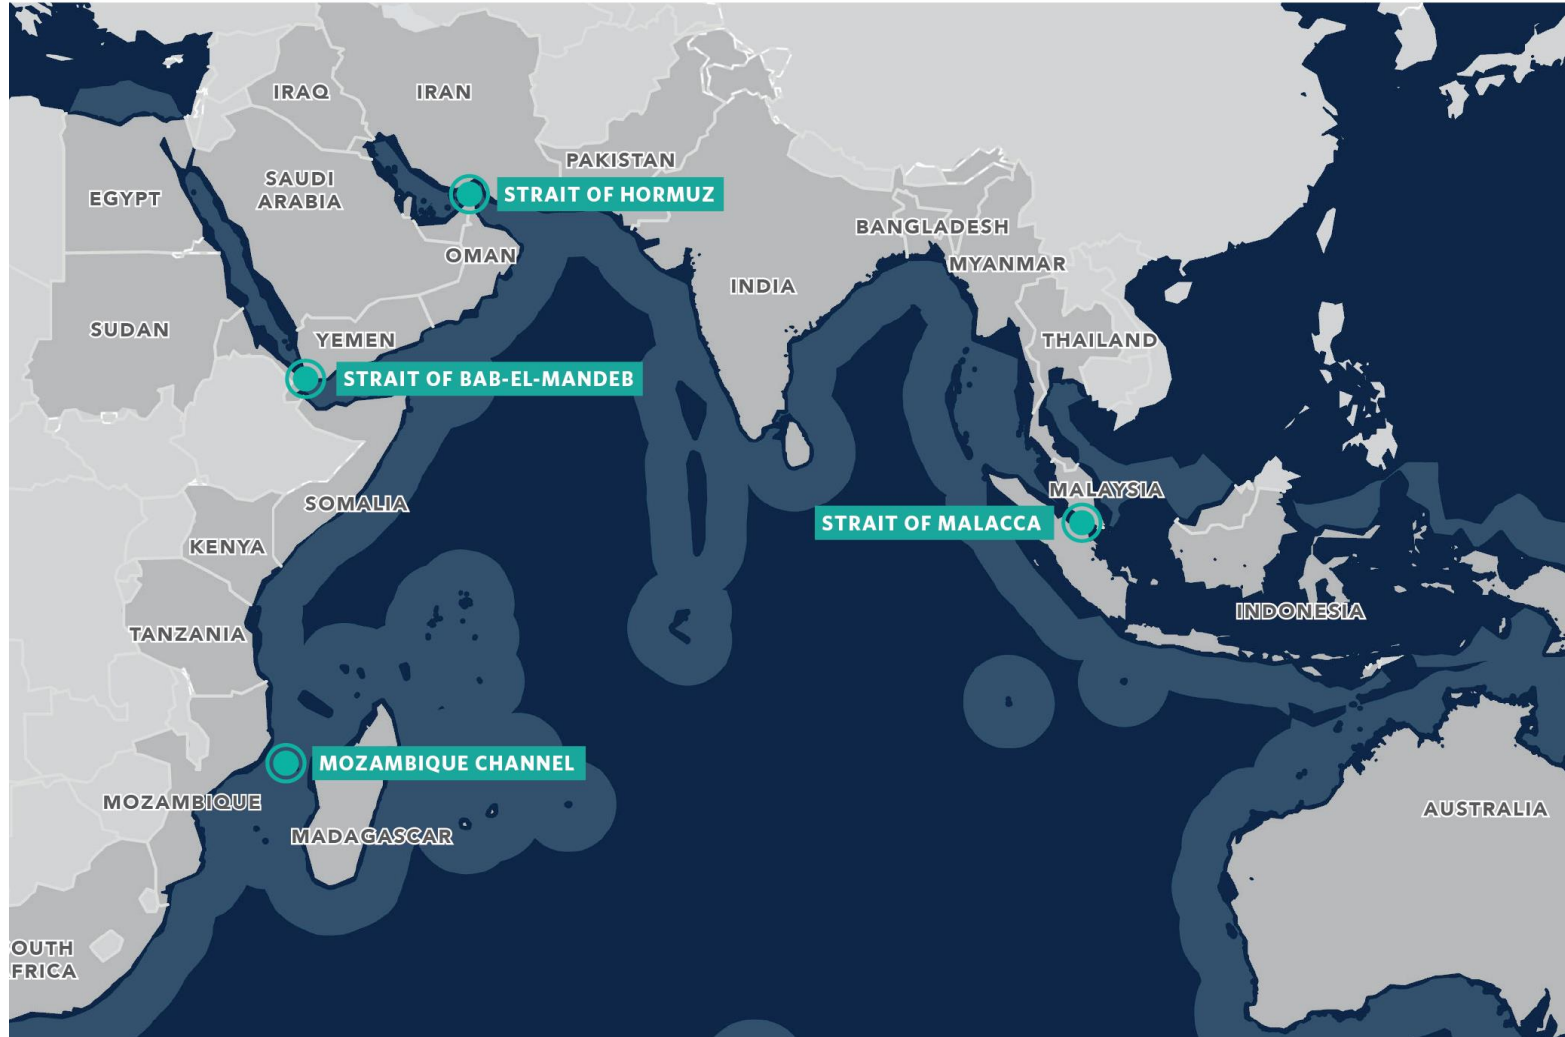 IRAQ
IRAN
PAKISTAN
SAUDI
ARABIA
EGYPT
STRAIT OF HORMUZ
OMAN
BANGLADESH
MYANMAR
INDIA
SUDAN
YEMEN
THAILAND
STRAIT OF BAB-EL-MANDEB
SOMALIA
MALAYSIA
STRAIT OF MALACCA
KENYA
TANZANIA
INDONESIA
MOZAMBIQUE CHANNEL
MOZAMBIQUE
MADAGASCAR
AUSTRALIA
OUTH
FRICA